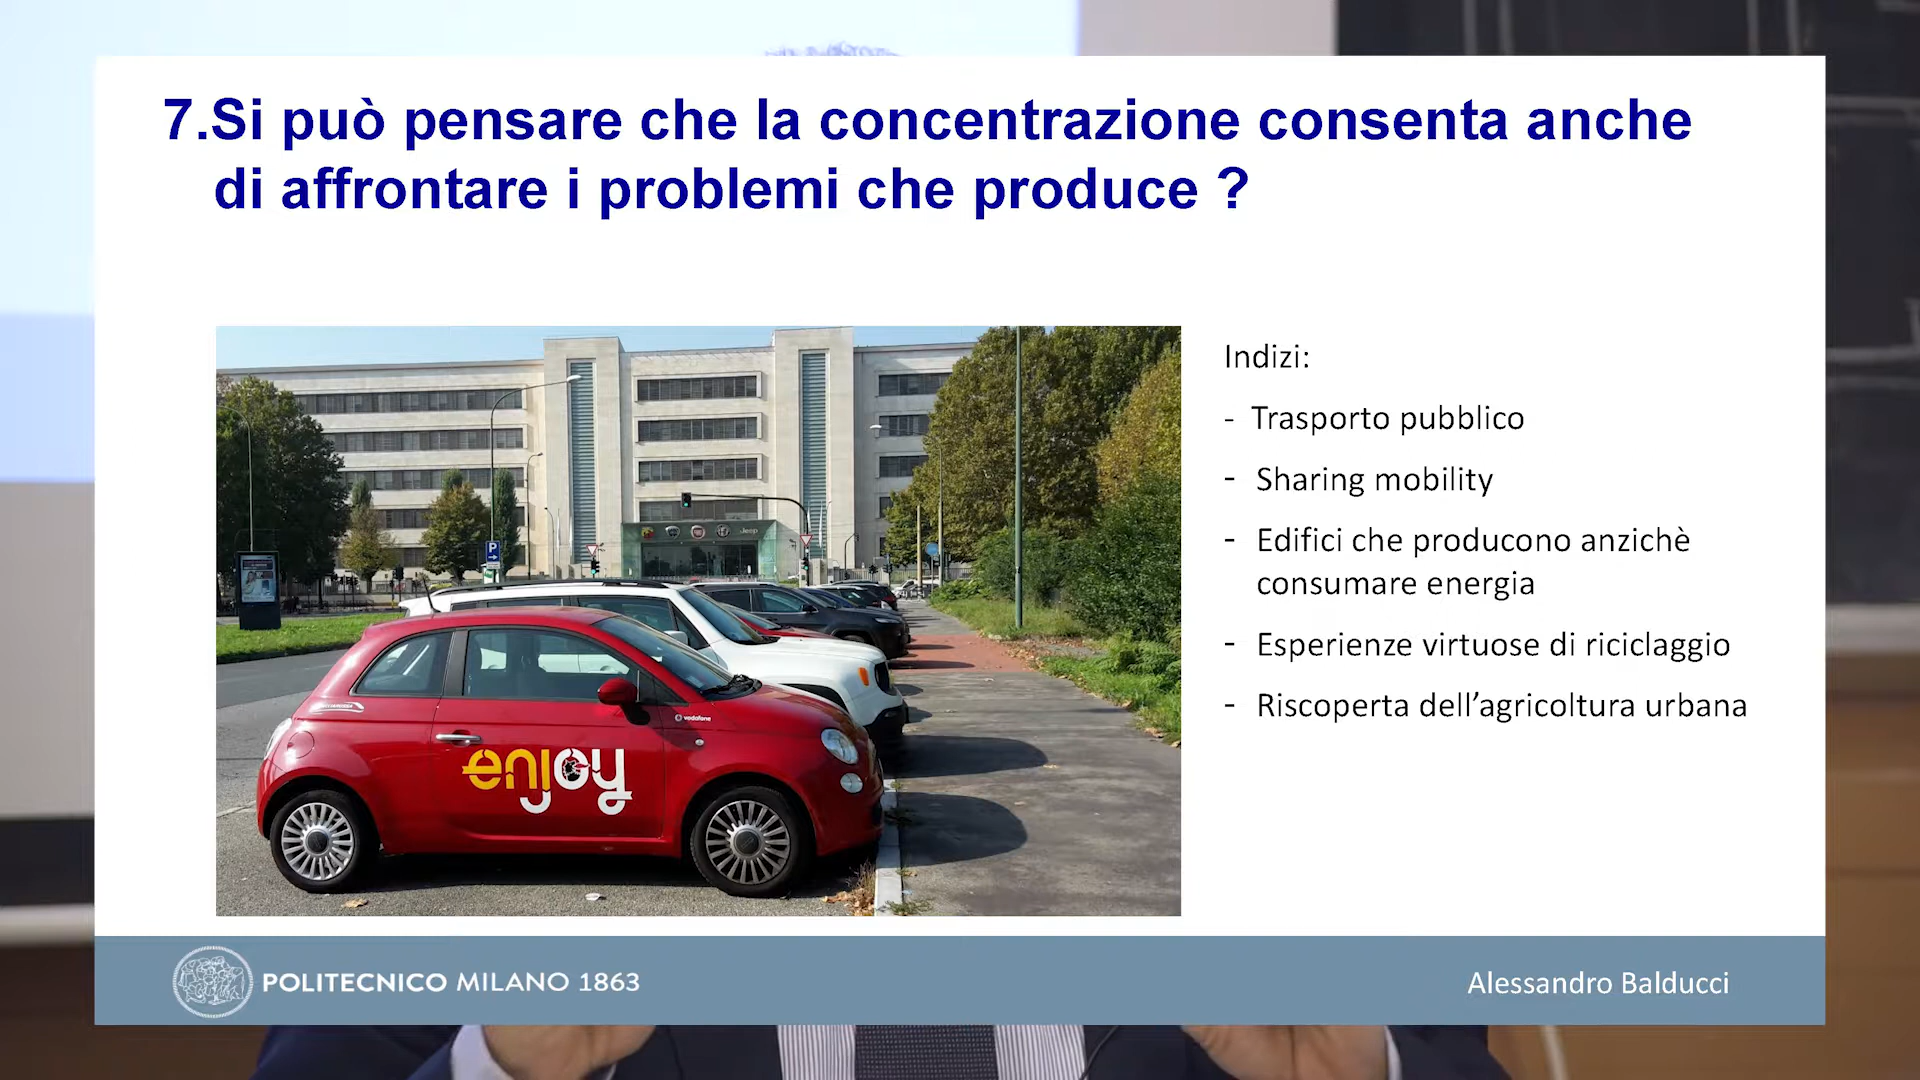 7.Si può pensare che la concentrazione consenta anche
di affrontare i problemi che produce ?
Indizi:
- Trasporto pubblico
- Sharing mobility
- Edifici che producono anzichè
consumare energia
- Esperienze virtuose di riciclaggio
- Riscoperta dell’agricoltura urbana
Jeep
P
vodafone
enjoy
POLITECNICO MILANO 1863
Alessandro Balducci